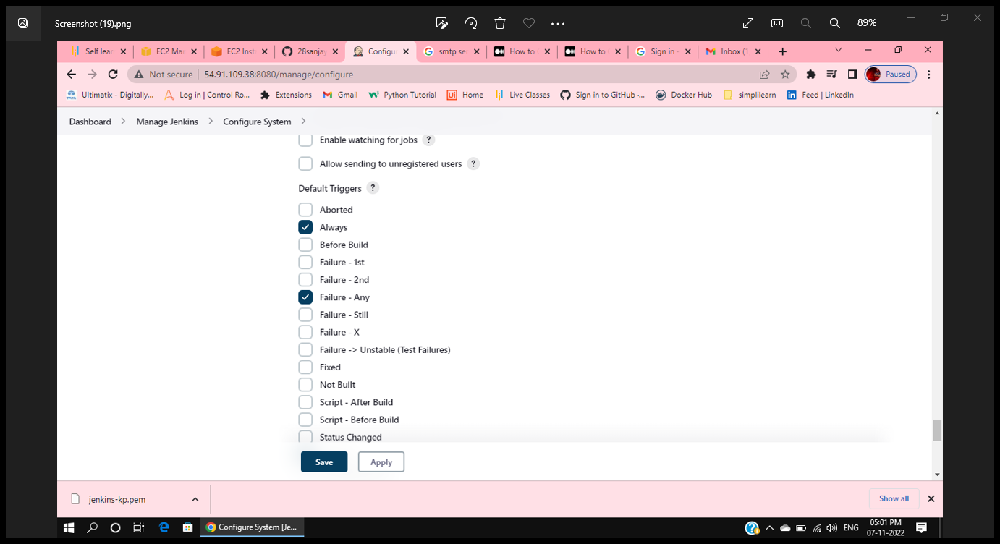 Screenshot (19).png
89%
Self lear
EC2 Mar
EC2 Inst
28sanjay
Configur
smtp se
How to
How to
Sign in -
Inbox (1
Not secure
54.91.109.38:8080/manage/configure
Paused
Ultimatix - Digitally...
Log in | Control Ro...
Extensions
Gmail
Python Tutorial
Home
Live Classes
Sign in to GitHub ·...
Docker Hub
simplilearn
Feed | LinkedIn
Dashboard > Manage Jenkins > Configure System >
Enable watching for jobs ?
Allow sending to unregistered users ?
Default Triggers ?
Aborted
Always
Before Build
Failure - 1st
Failure - 2nd
Failure - Any
Failure - Still
Failure - X
Failure -> Unstable (Test Failures)
Fixed
Not Built
Script - After Build
Script - Before Build
Status Changed
Save
Apply
jenkins-kp.pem
Show all
Configure System [Je...
ENG
05:01 PM
07-11-2022